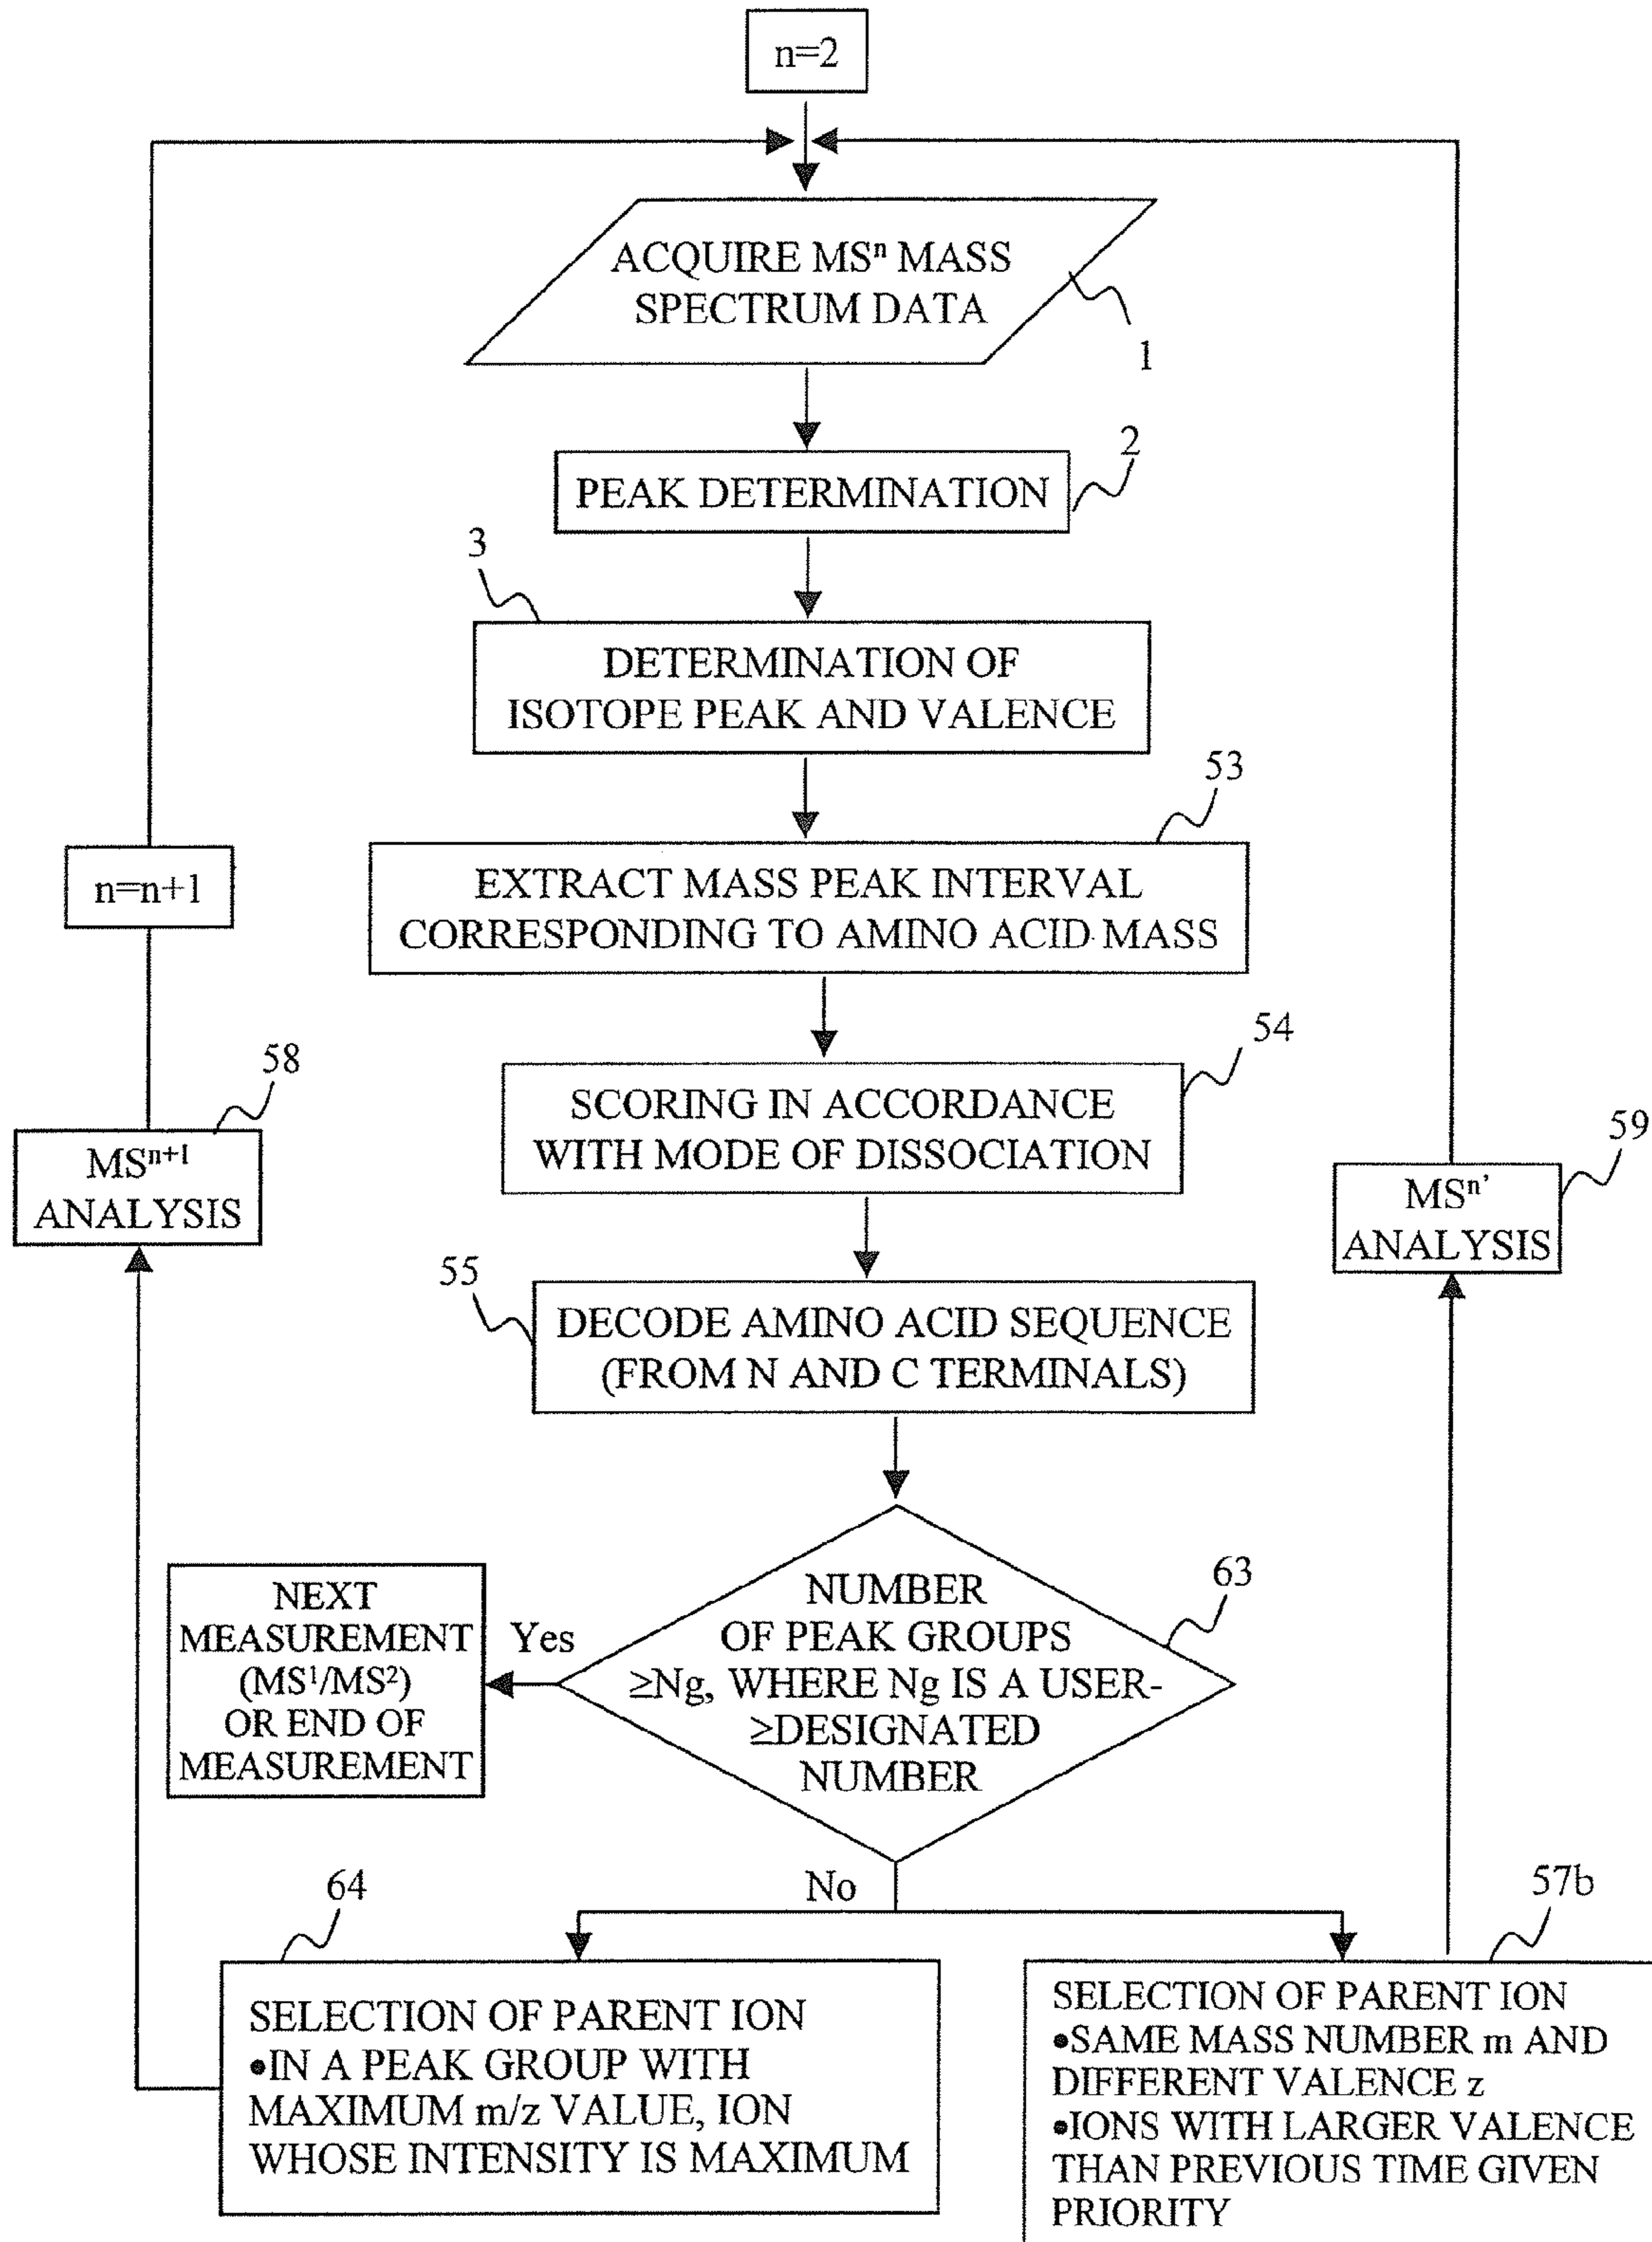 n=2
ACQUIRE MSⁿ MASS
SPECTRUM DATA
1
PEAK DETERMINATION
2
3
DETERMINATION OF
ISOTOPE PEAK AND VALENCE
53
EXTRACT MASS PEAK INTERVAL
CORRESPONDING TO AMINO ACID MASS
n=n+1
54
SCORING IN ACCORDANCE
WITH MODE OF DISSOCIATION
58
MSⁿ⁺¹
ANALYSIS
59
MSⁿ’
ANALYSIS
55
DECODE AMINO ACID SEQUENCE
(FROM N AND C TERMINALS)
63
NUMBER
OF PEAK GROUPS
≥Ng, WHERE Ng IS A USER-
≥DESIGNATED
NUMBER
Yes
NEXT
MEASUREMENT
(MS¹/MS²)
OR END OF
MEASUREMENT
No
64
SELECTION OF PARENT ION
•IN A PEAK GROUP WITH
MAXIMUM m/z VALUE, ION
WHOSE INTENSITY IS MAXIMUM
57b
SELECTION OF PARENT ION
•SAME MASS NUMBER m AND
DIFFERENT VALENCE z
•IONS WITH LARGER VALENCE
THAN PREVIOUS TIME GIVEN
PRIORITY